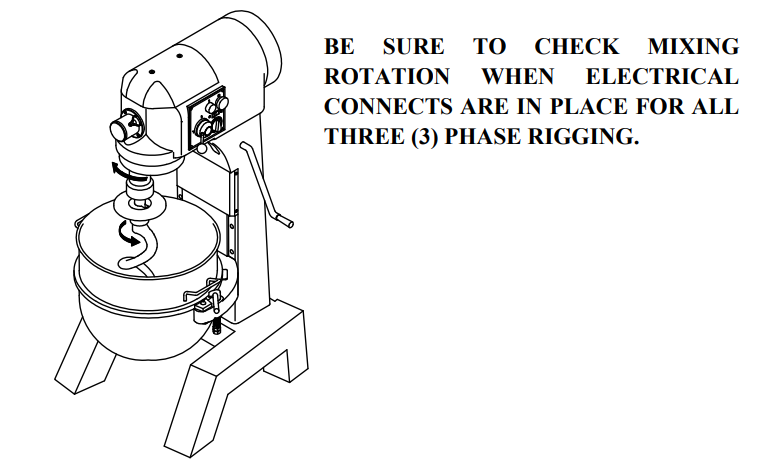 BE SURE TO CHECK MIXING
ROTATION WHEN ELECTRICAL
CONNECTS ARE IN PLACE FOR ALL
THREE (3) PHASE RIGGING.